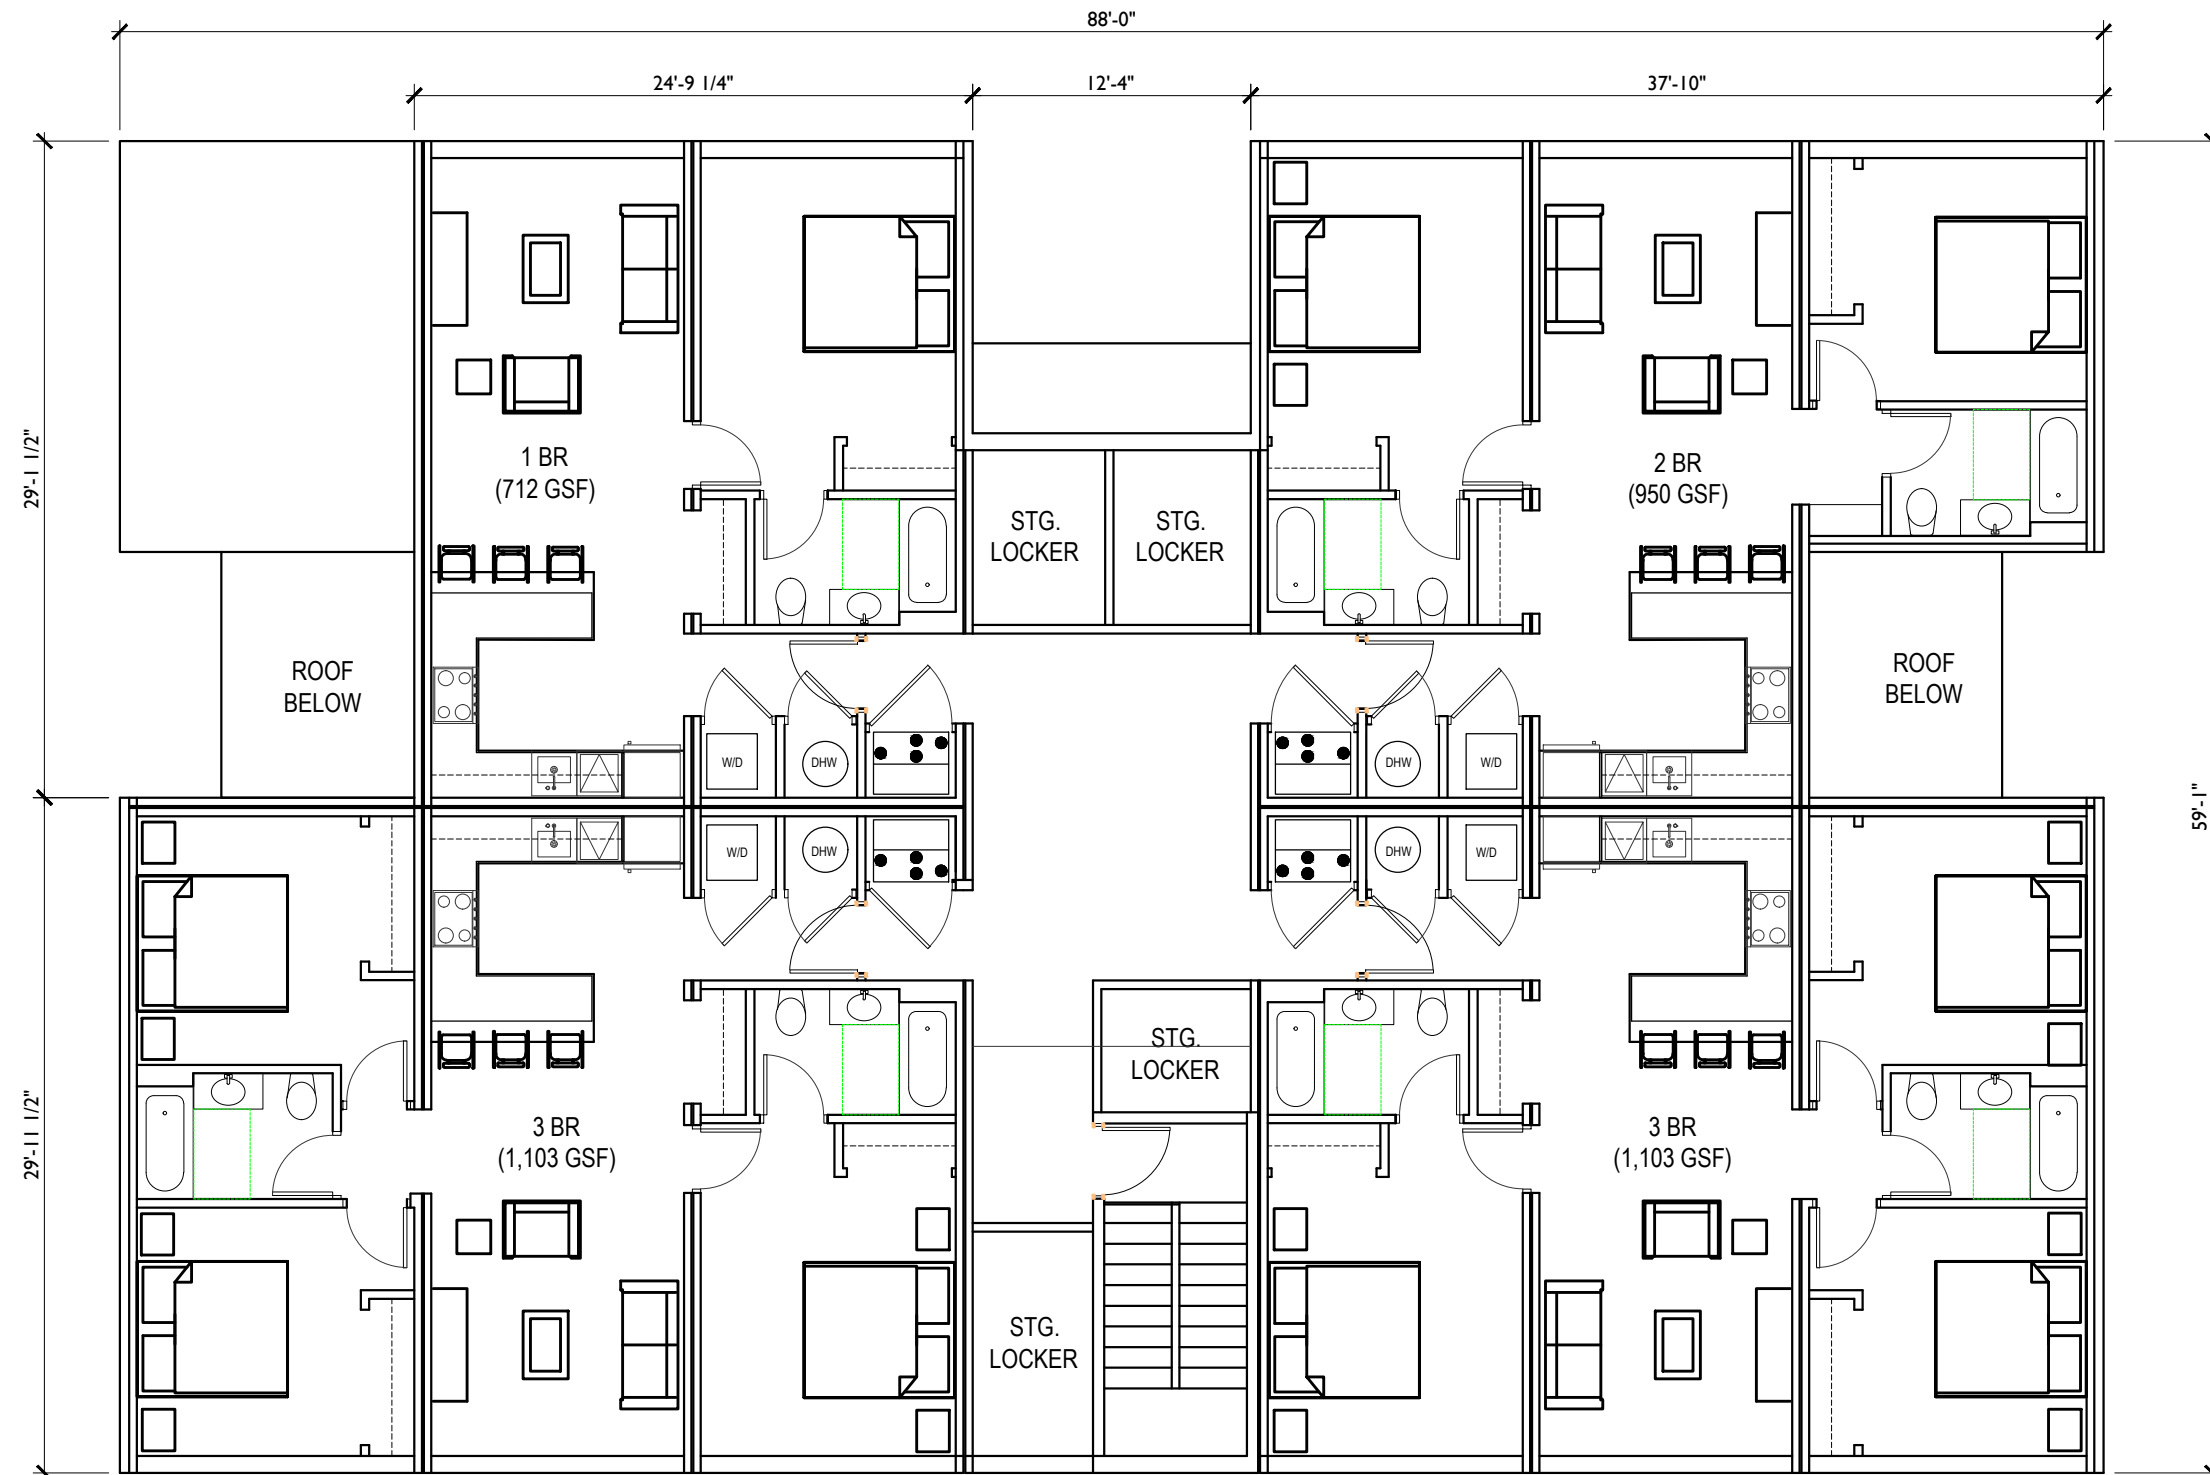 88'-0"
24'-9 1/4"
12'-4"
37'-10"
29'-1 1/2"
1 BR
(712 GSF)
2 BR
(950 GSF)
STG.
LOCKER
STG.
LOCKER
ROOF
BELOW
ROOF
BELOW
W/D
DHW
DHW
W/D
59'-1"
W/D
DHW
DHW
W/D
STG.
LOCKER
29'-11 1/2"
3 BR
(1,103 GSF)
3 BR
(1,103 GSF)
STG.
LOCKER